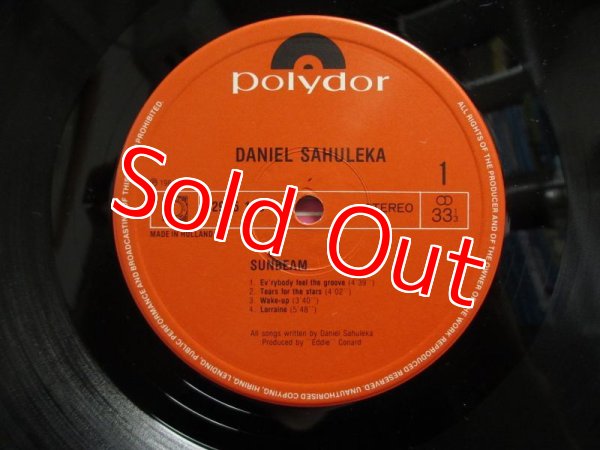 polydor
DANIEL SAHULEKA
1
STEREO
33 1/3
MADE IN HOLLAND
SUNBEAM
1. Ev'rybody feel the groove (4'39'')
2. Tears for the stars (4'02'')
3. Wake-up (3'40'')
4. Lorraine (5'48'')
All songs written by Daniel Sahuleka
Produced by "Eddie" Conard
ALL RIGHTS OF THE PRODUCER AND OF THE OWNER OF THE WORK REPRODUCED RESERVED. UNAUTHORISED COPYING, HIRING, LENDING, PUBLIC PERFORMANCE AND BROADCASTING OF THIS PROHIBITED.
Sold Out